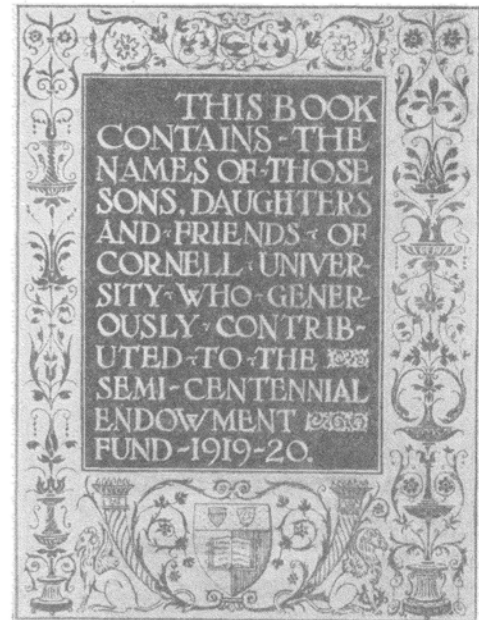 THIS BOOK
CONTAINS - THE
NAMES OF - THOSE
SONS, DAUGHTERS
AND - FRIENDS - OF
CORNELL - UNIVER-
SITY - WHO - GENER-
OUSLY - CONTRIB-
UTED - TO - THE
SEMI - CENTENNIAL
ENDOWMENT
FUND - 1919 - 20.